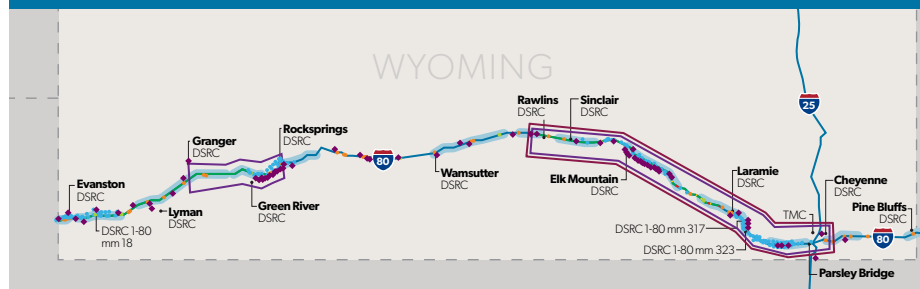 WYOMING
25
Rawlins
DSRC
Sinclair
DSRC
Rocksprings
DSRC
Granger
DSRC
80
Wamsutter
DSRC
Elk Mountain
DSRC
Laramie
DSRC
Cheyenne
DSRC
Evanston
DSRC
Lyman
DSRC
Green River
DSRC
Pine Bluffs
DSRC
TMC
DSRC 1-80
mm 18
DSRC 1-80 mm 317
80
DSRC 1-80 mm 323
Parsley Bridge